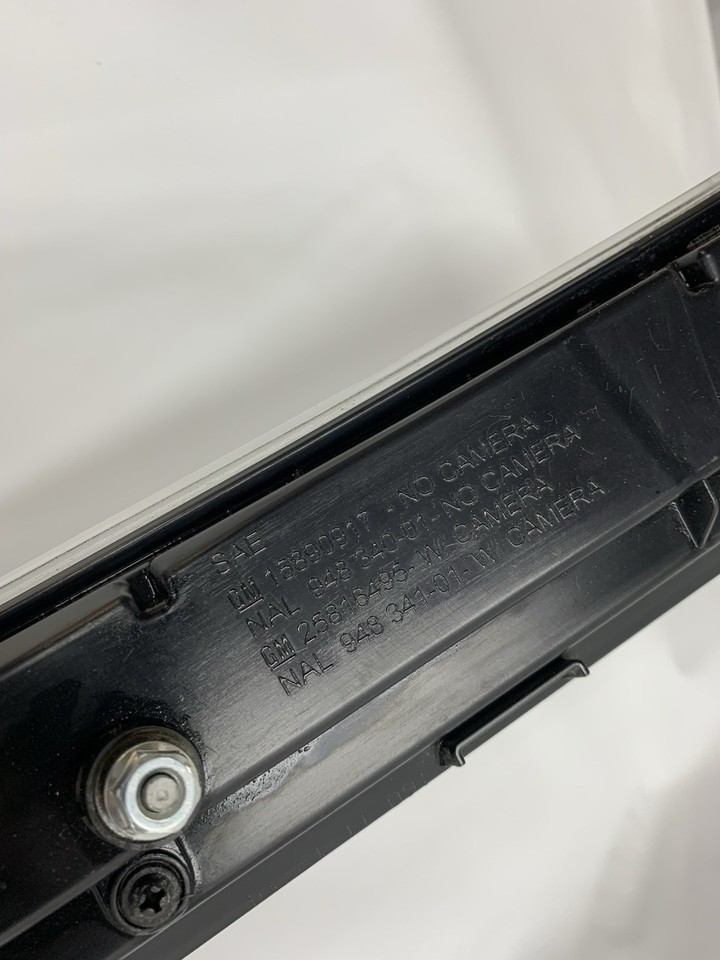 SAE
GM 15890917 - NO CAMERA
NAL 948 340-01-NO CAMERA
GM 25816495-W CAMERA
NAL 948 341-01-W CAMERA